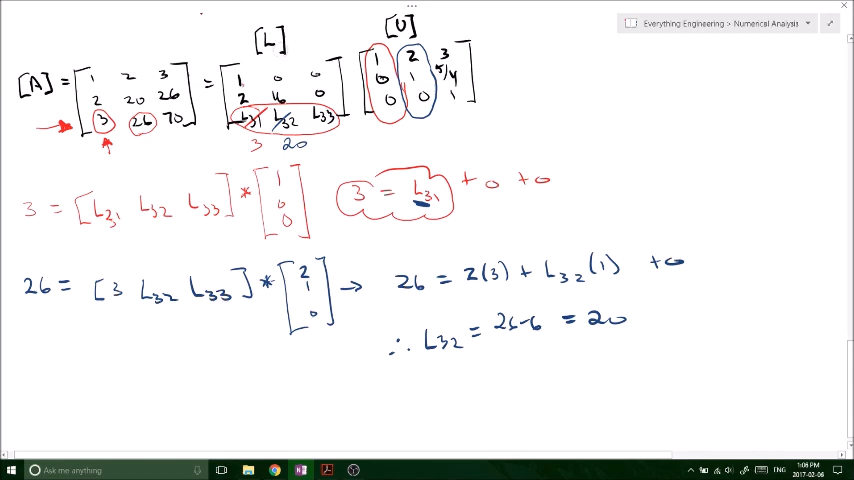 Everything Engineering > Numerical Analysis
[L] [U]
[A] = [ 1 2 3 = [ 1 0 0 [ 1 2 3
2 20 26 2 16 0 0 1 5/4
3 26 70 ] L31 L32 L33 ] 0 0 1 ]
3 20
3 = [L31 L32 L33] * [1 0 0] 3 = L31 + 0 + 0
26 = [3 L32 L33] * [2 1 0] → 26 = 2(3) + L32(1) + 0
∴ L32 = 26-6 = 20
Ask me anything
ENG
1:06 PM
2017-02-06